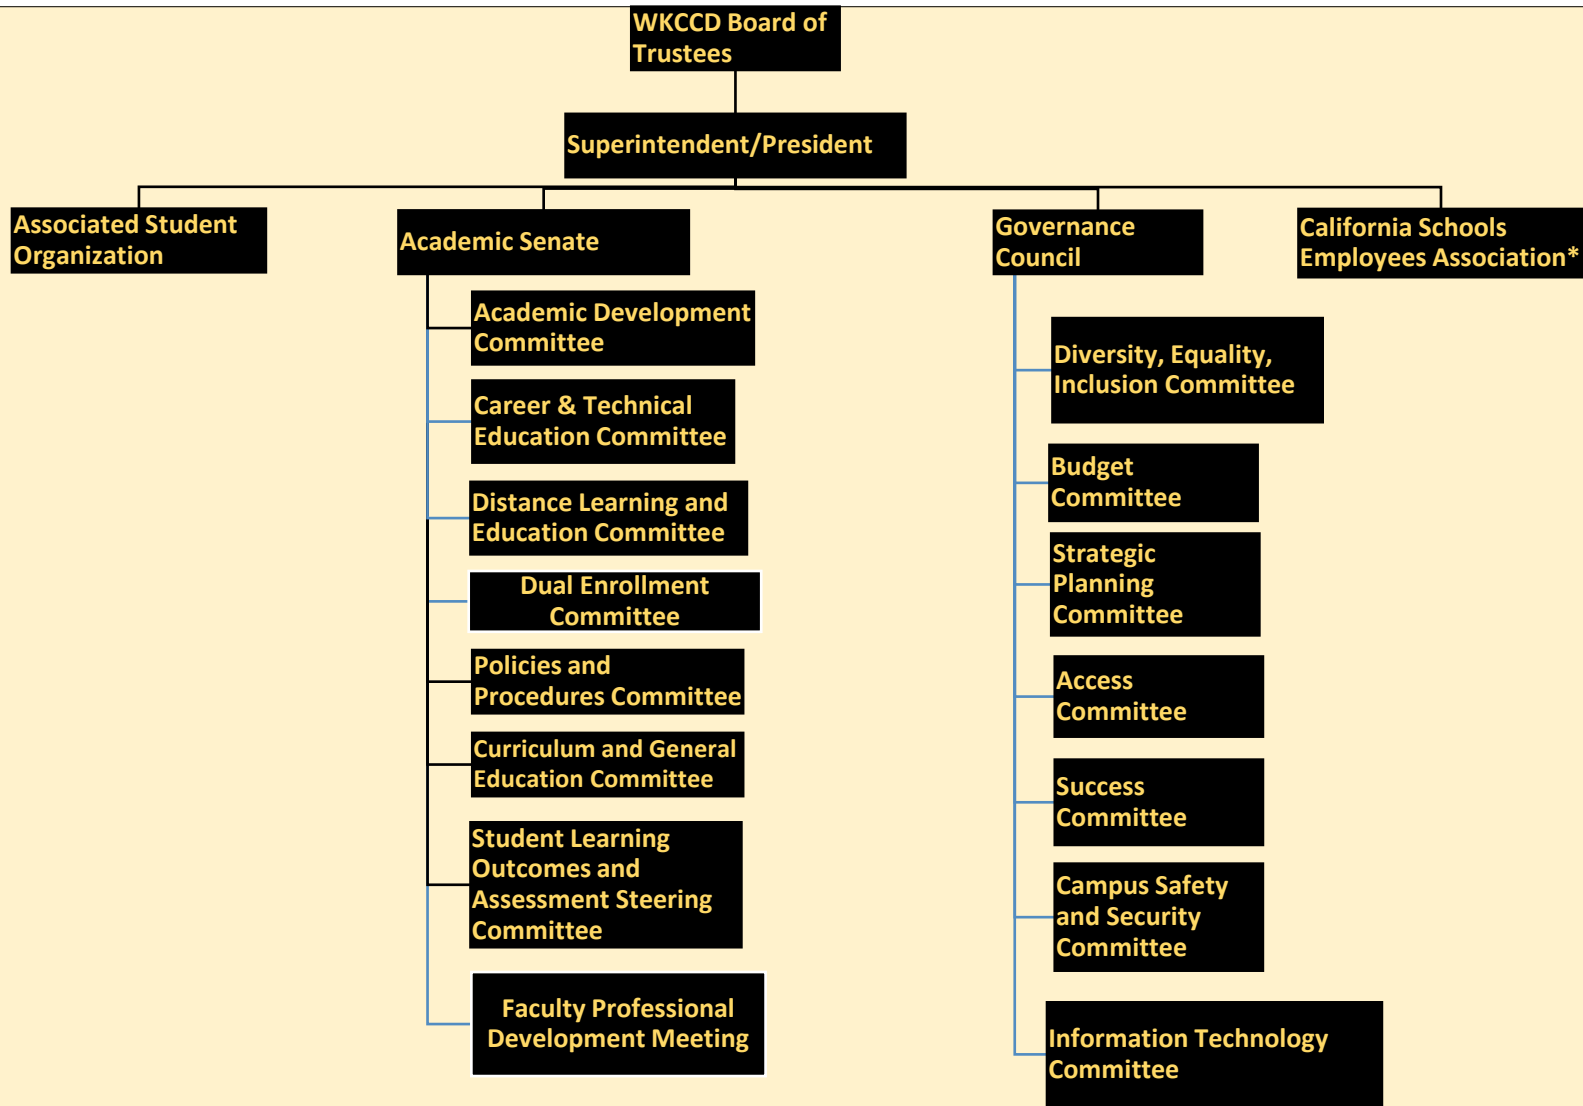 WKCCD Board of
Trustees
Superintendent/President
Associated Student
Organization
Academic Senate
Governance
Council
California Schools
Employees Association*
Academic Development
Committee
Career & Technical
Education Committee
Distance Learning and
Education Committee
Dual Enrollment
Committee
Policies and
Procedures Committee
Curriculum and General
Education Committee
Student Learning
Outcomes and
Assessment Steering
Committee
Faculty Professional
Development Meeting
Diversity, Equality,
Inclusion Committee
Budget
Committee
Strategic
Planning
Committee
Access
Committee
Success
Committee
Campus Safety
and Security
Committee
Information Technology
Committee